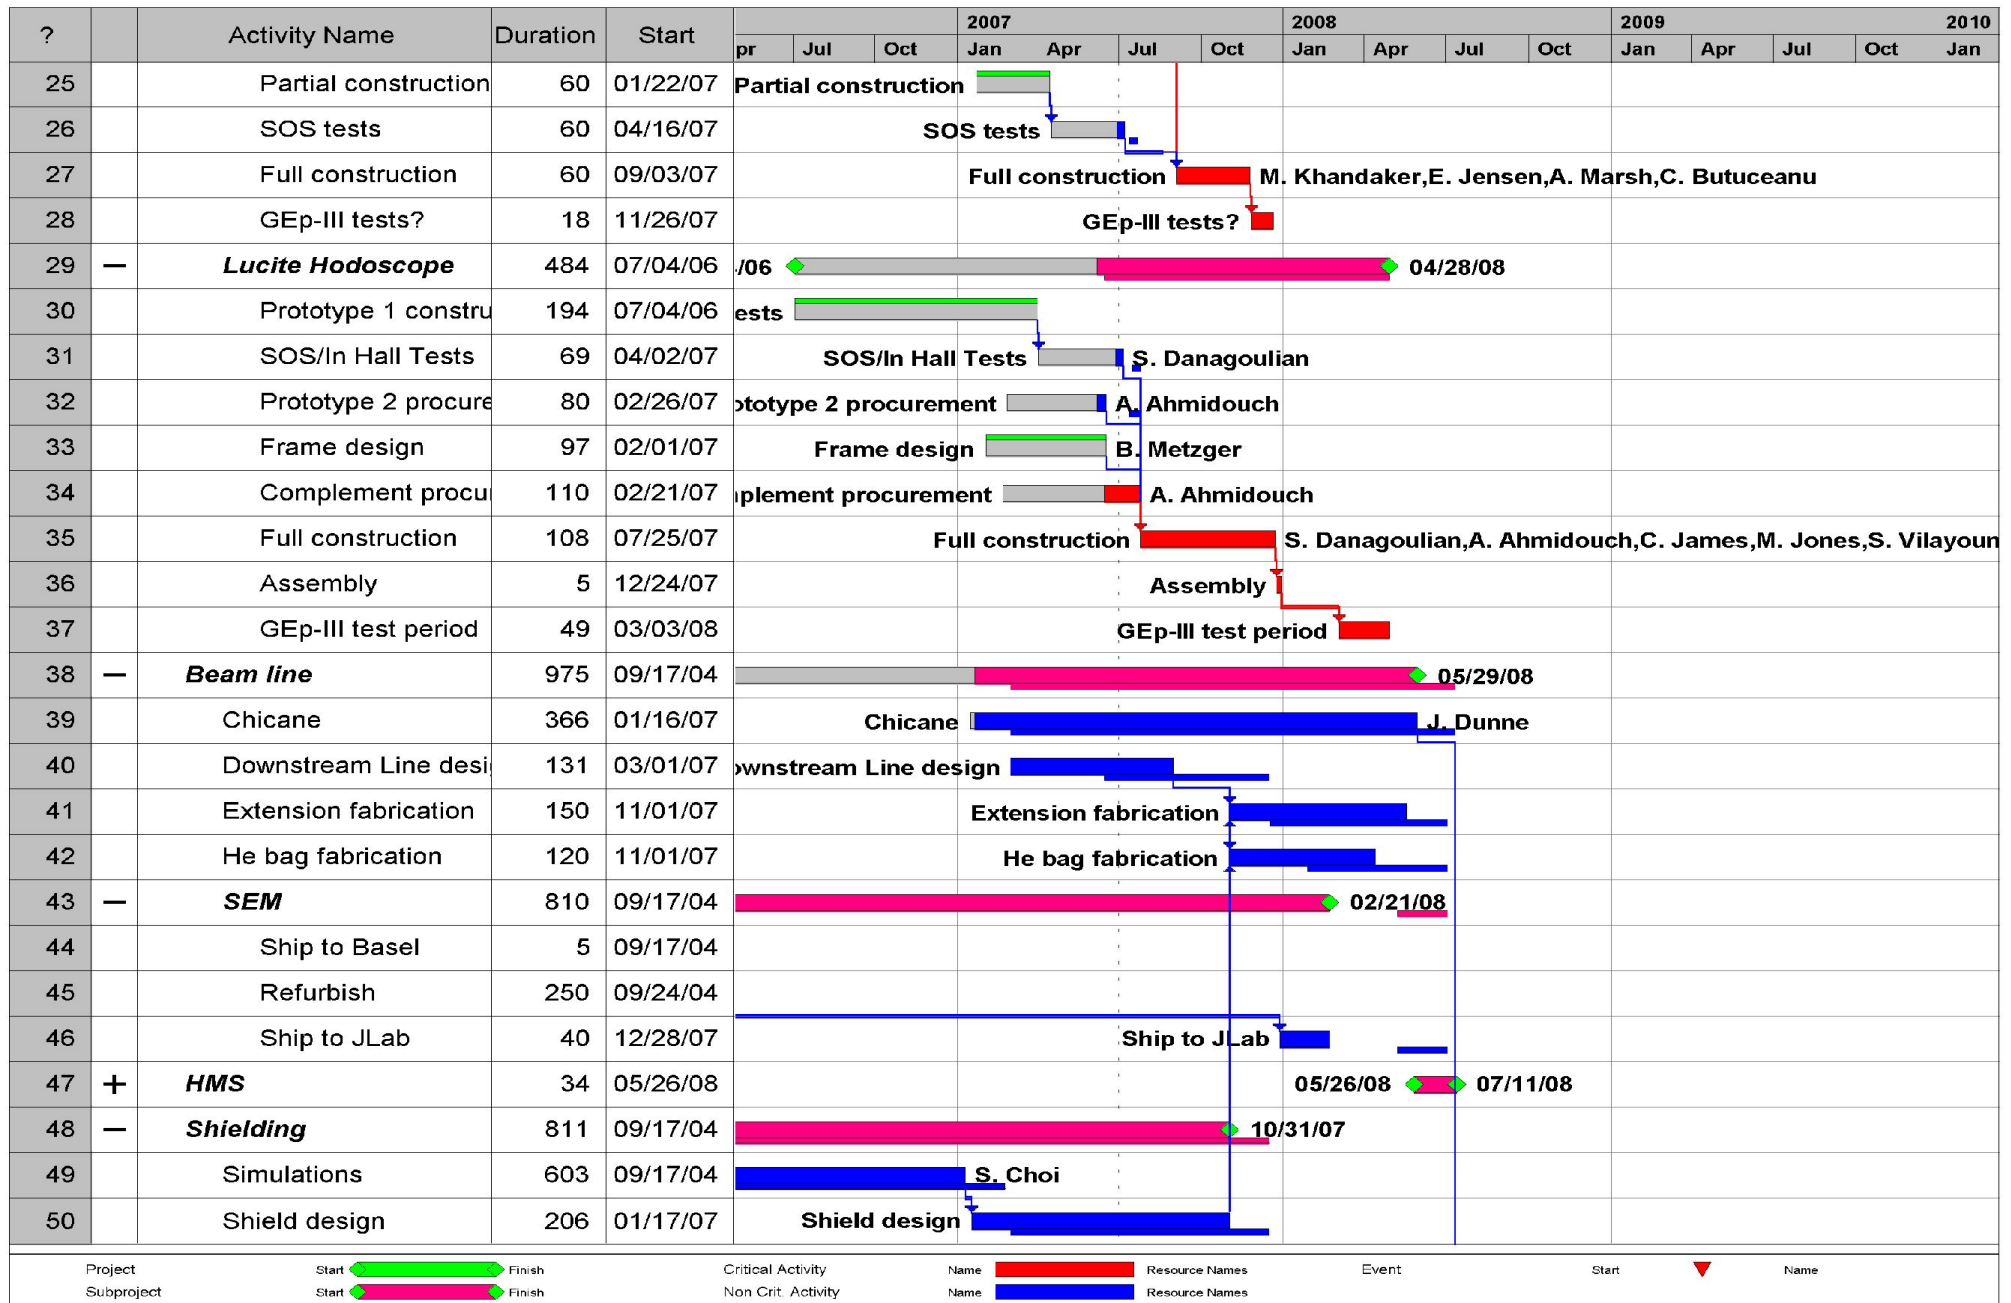 2007 2008 2009 2010
? Activity Name Duration Start pr Jul Oct Jan Apr Jul Oct Jan Apr Jul Oct Jan Apr Jul Oct Jan
25 Partial construction 60 01/22/07 Partial construction
26 SOS tests 60 04/16/07 SOS tests
27 Full construction 60 09/03/07 Full construction M. Khandaker,E. Jensen,A. Marsh,C. Butuceanu
28 GEp-III tests? 18 11/26/07 GEp-III tests?
29 − Lucite Hodoscope 484 07/04/06 /06 04/28/08
30 Prototype 1 constru 194 07/04/06 ests
31 SOS/In Hall Tests 69 04/02/07 SOS/In Hall Tests S. Danagoulian
32 Prototype 2 procure 80 02/26/07 ototype 2 procurement A. Ahmidouch
33 Frame design 97 02/01/07 Frame design B. Metzger
34 Complement procu 110 02/21/07 plement procurement A. Ahmidouch
35 Full construction 108 07/25/07 Full construction S. Danagoulian,A. Ahmidouch,C. James,M. Jones,S. Vilayoun
36 Assembly 5 12/24/07 Assembly
37 GEp-III test period 49 03/03/08 GEp-III test period
38 − Beam line 975 09/17/04 05/29/08
39 Chicane 366 01/16/07 Chicane J. Dunne
40 Downstream Line desi 131 03/01/07 ownstream Line design
41 Extension fabrication 150 11/01/07 Extension fabrication
42 He bag fabrication 120 11/01/07 He bag fabrication
43 − SEM 810 09/17/04 02/21/08
44 Ship to Basel 5 09/17/04
45 Refurbish 250 09/24/04
46 Ship to JLab 40 12/28/07 Ship to JLab
47 + HMS 34 05/26/08 05/26/08 07/11/08
48 − Shielding 811 09/17/04 10/31/07
49 Simulations 603 09/17/04 S. Choi
50 Shield design 206 01/17/07 Shield design
Project Start Finish Critical Activity Name Resource Names Event Start Name
Subproject Start Finish Non Crit. Activity Name Resource Names